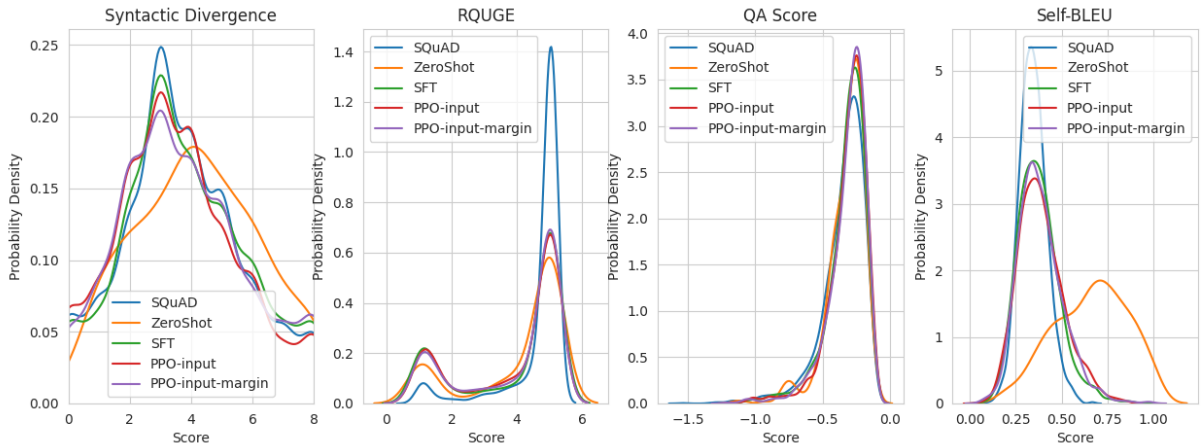 Syntactic Divergence
Probability Density
0.25
0.20
0.15
0.10
0.05
0.00
SQuAD
ZeroShot
SFT
PPO-input
PPO-input-margin
0 2 4 6 8
Score
RQUGE
Probability Density
1.4
1.2
1.0
0.8
0.6
0.4
0.2
0.0
SQuAD
ZeroShot
SFT
PPO-input
PPO-input-margin
0 2 4 6
Score
QA Score
Probability Density
4.0
3.5
3.0
2.5
2.0
1.5
1.0
0.5
0.0
SQuAD
ZeroShot
SFT
PPO-input
PPO-input-margin
−1.5 −1.0 −0.5 0.0
Score
Self-BLEU
Probability Density
5
4
3
2
1
0
SQuAD
ZeroShot
SFT
PPO-input
PPO-input-margin
0.00 0.25 0.50 0.75 1.00
Score